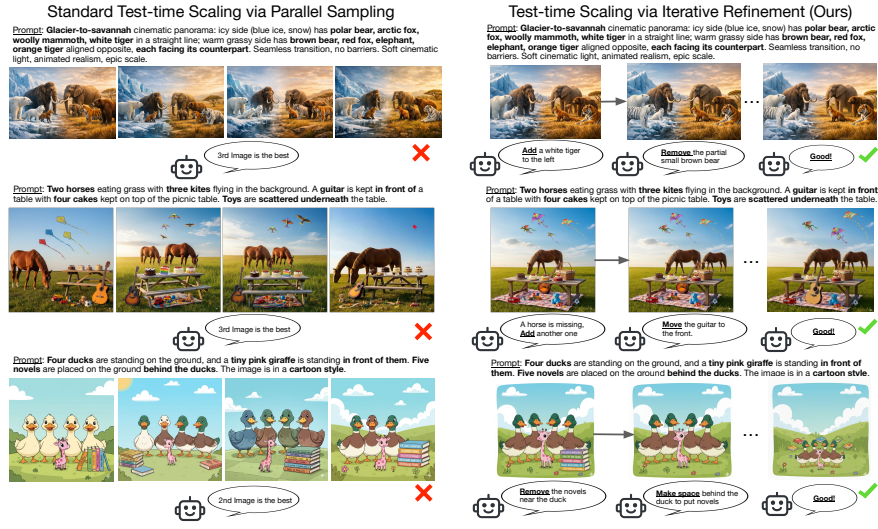 Standard Test-time Scaling via Parallel Sampling
Prompt: Glacier-to-savannah cinematic panorama: icy side (blue ice, snow) has polar bear, arctic fox,
woolly mammoth, white tiger in a straight line; warm grassy side has brown bear, red fox, elephant,
orange tiger aligned opposite, each facing its counterpart. Seamless transition, no barriers. Soft cinematic
light, animated realism, epic scale.
3rd Image is the best
Prompt: Two horses eating grass with three kites flying in the background. A guitar is kept in front of a
table with four cakes kept on top of the picnic table. Toys are scattered underneath the table.
3rd Image is the best
Prompt: Four ducks are standing on the ground, and a tiny pink giraffe is standing in front of them. Five
novels are placed on the ground behind the ducks. The image is in a cartoon style.
2nd Image is the best
Test-time Scaling via Iterative Refinement (Ours)
Prompt: Glacier-to-savannah cinematic panorama: icy side (blue ice, snow) has polar bear, arctic fox,
woolly mammoth, white tiger in a straight line; warm grassy side has brown bear, red fox,
elephant, orange tiger aligned opposite, each facing its counterpart. Seamless transition, no
barriers. Soft cinematic light, animated realism, epic scale.
...
Add a white tiger
to the left
Remove the partial
small brown bear
Good!
Prompt: Two horses eating grass with three kites flying in the background. A guitar is kept in front
of a table with four cakes kept on top of the picnic table. Toys are scattered underneath the table.
...
A horse is missing,
Add another one
Move the guitar to
the front.
Good!
Prompt: Four ducks are standing on the ground, and a tiny pink giraffe is standing in front of
them. Five novels are placed on the ground behind the ducks. The image is in a cartoon style.
...
Remove the novels
near the duck
Make space behind the
duck to put novels
Good!